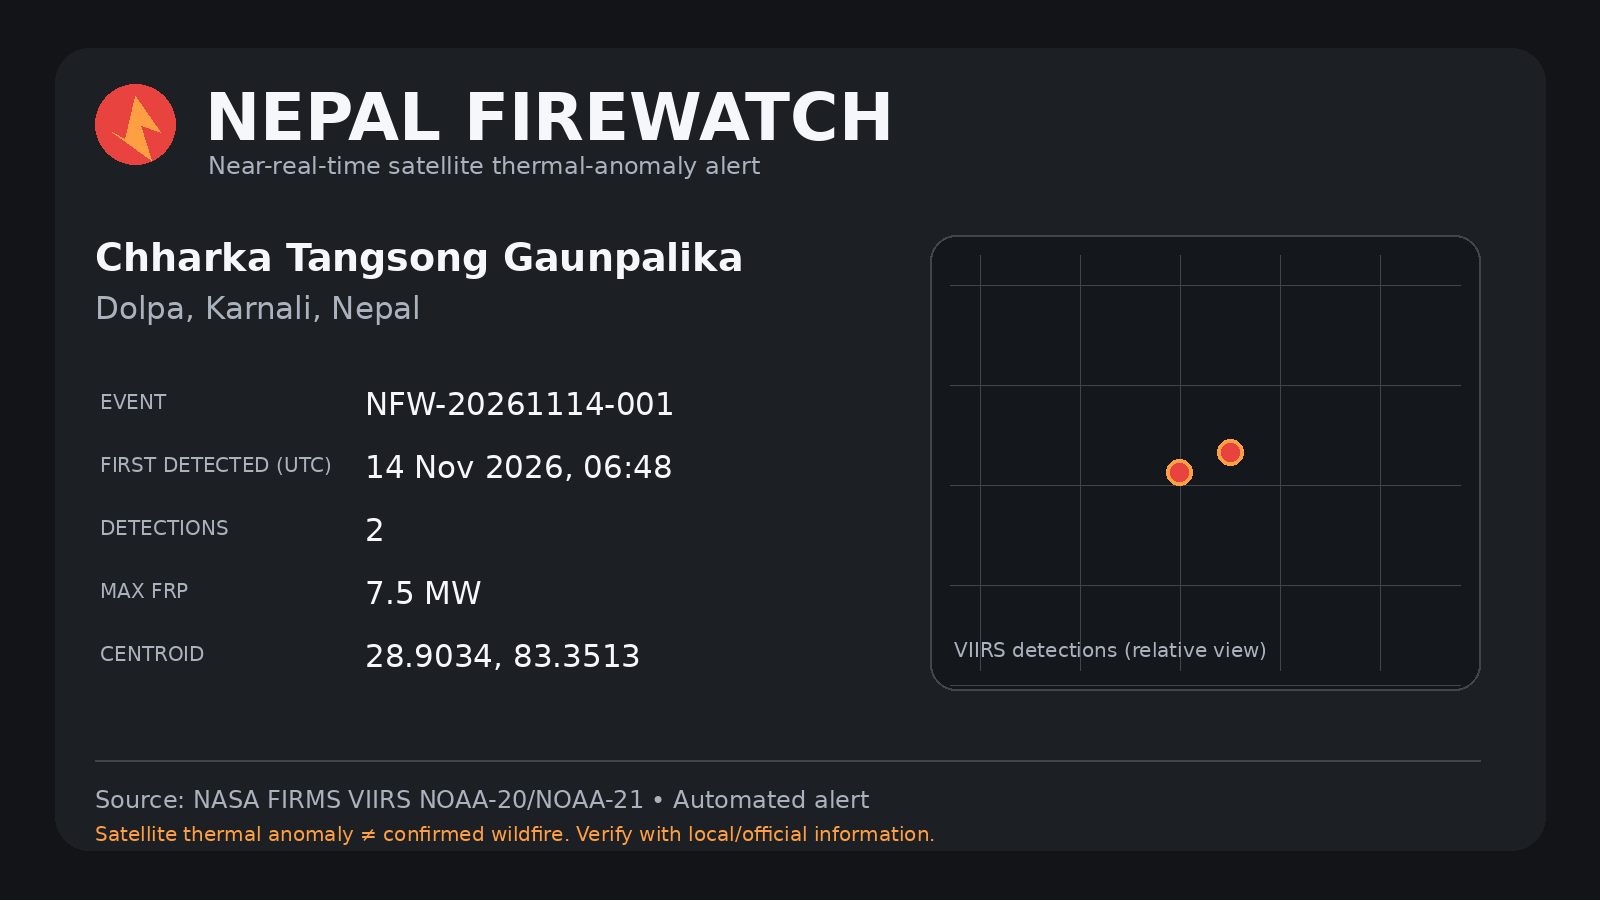 NEPAL FIREWATCH
Near-real-time satellite thermal-anomaly alert
Chharka Tangsong Gaunpalika
Dolpa, Karnali, Nepal
EVENT NFW-20261114-001
FIRST DETECTED (UTC) 14 Nov 2026, 06:48
DETECTIONS 2
MAX FRP 7.5 MW
CENTROID 28.9034, 83.3513
VIIRS detections (relative view)
Source: NASA FIRMS VIIRS NOAA-20/NOAA-21 • Automated alert
Satellite thermal anomaly ≠ confirmed wildfire. Verify with local/official information.